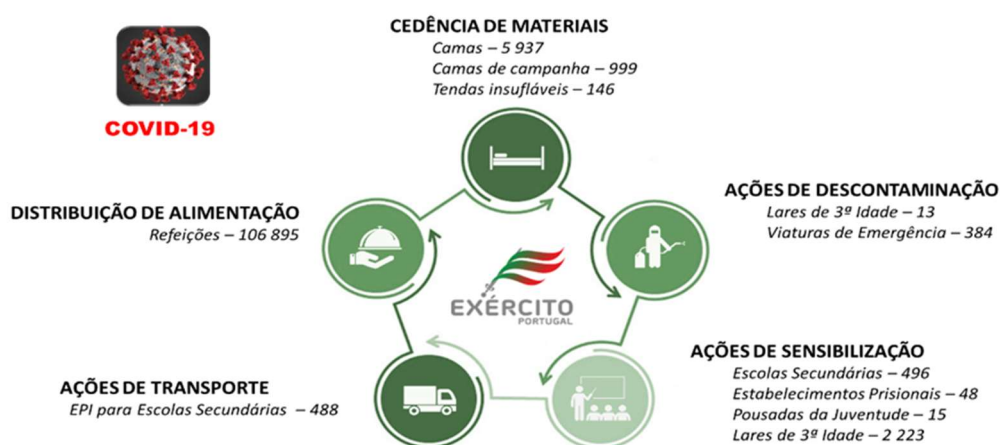 CEDÊNCIA DE MATERIAIS
Camas – 5 937
Camas de campanha – 999
Tendas insufláveis – 146
COVID-19
DISTRIBUIÇÃO DE ALIMENTAÇÃO
Refeições – 106 895
AÇÕES DE DESCONTAMINAÇÃO
Lares de 3ª Idade – 13
Viaturas de Emergência – 384
EXÉRCITO
PORTUGAL
AÇÕES DE TRANSPORTE
EPI para Escolas Secundárias – 488
AÇÕES DE SENSIBILIZAÇÃO
Escolas Secundárias – 496
Estabelecimentos Prisionais – 48
Pousadas da Juventude – 15
Lares de 3ª Idade – 2 223